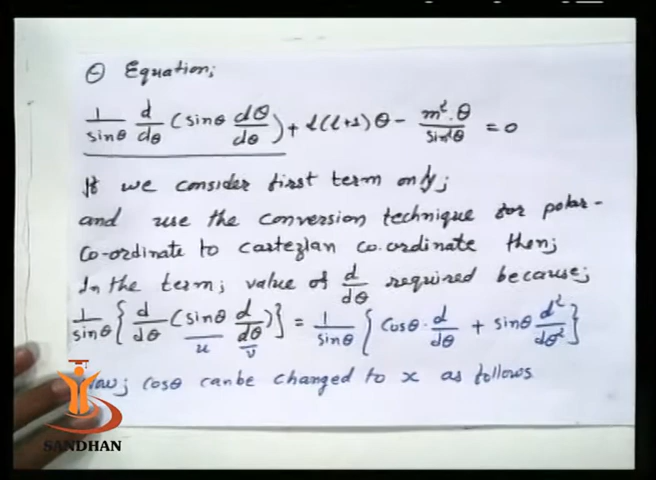 Θ Equation;
1/sinθ d/dθ (sinθ dΘ/dθ) + l(l+1)Θ - m²·Θ/sin²θ = 0
If we consider first term only;
and use the conversion technique for polar-
co-ordinate to cartezian co.ordinate then;
In the term; value of d/dθ required because;
1/sinθ {d/dθ (sinθ d/dθ)} = 1/sinθ {cosθ·d/dθ + sinθ d²/dθ²}
u v
Now; cosθ can be changed to x as follows
SANDHAN